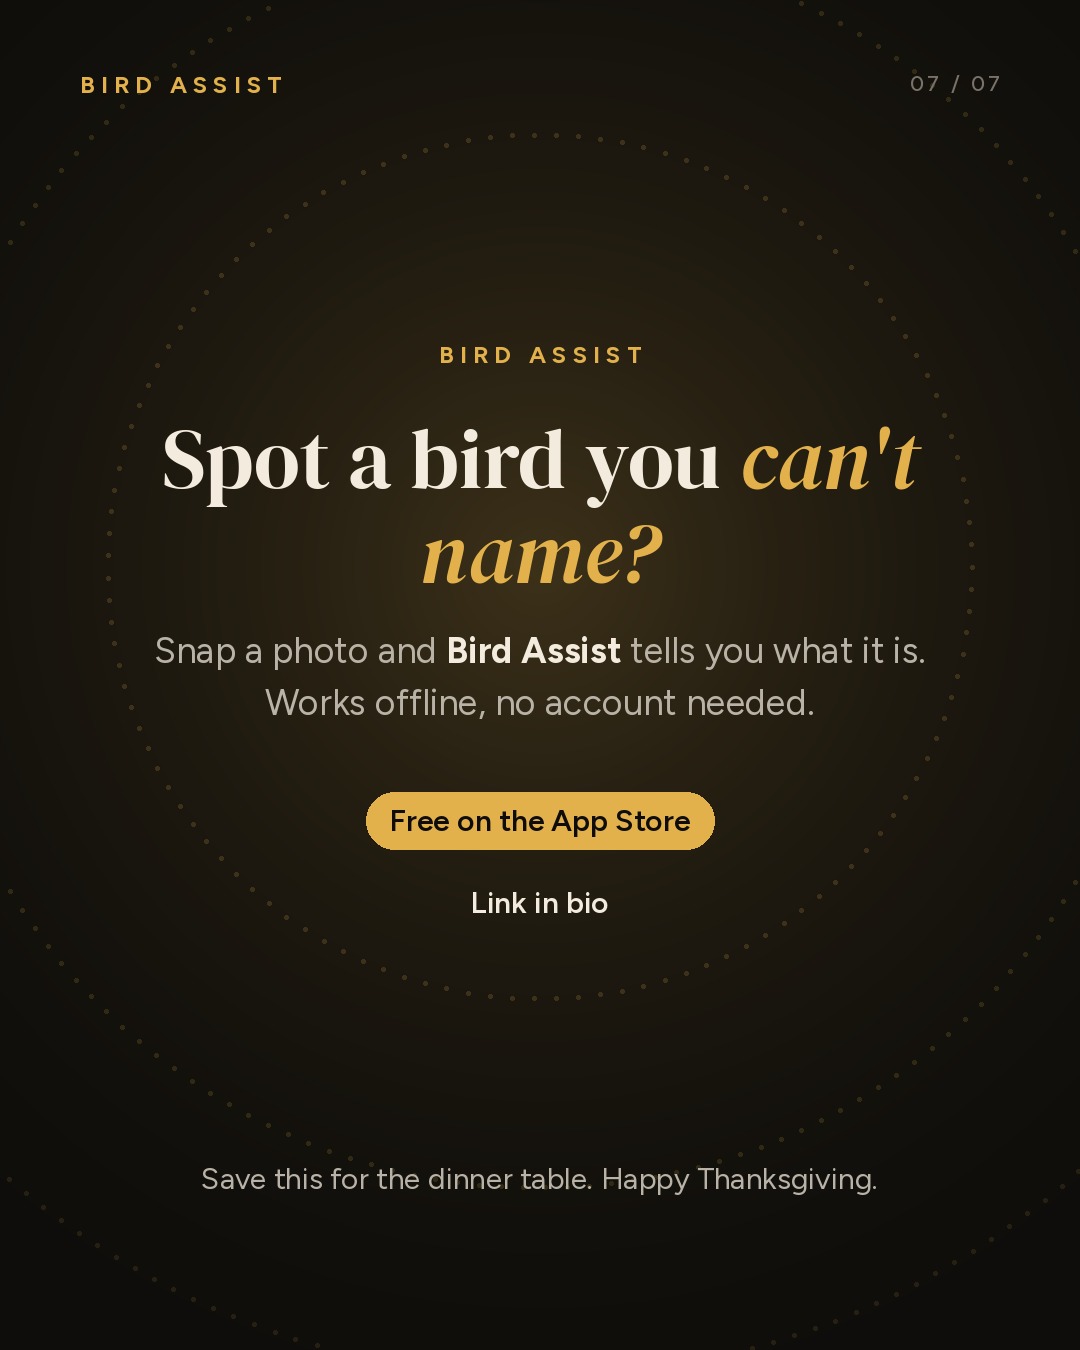 BIRD ASSIST
07 / 07
BIRD ASSIST
Spot a bird you can't
name?
Snap a photo and Bird Assist tells you what it is.
Works offline, no account needed.
Free on the App Store
Link in bio
Save this for the dinner table. Happy Thanksgiving.